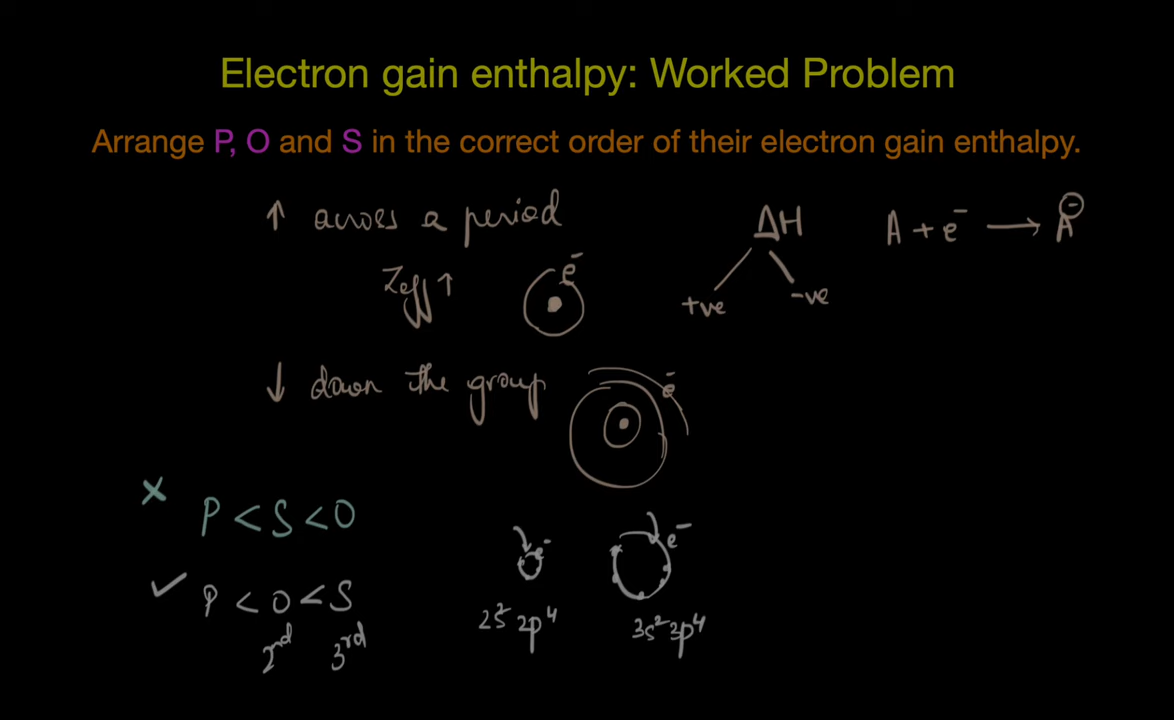 Electron gain enthalpy: Worked Problem
Arrange P, O and S in the correct order of their electron gain enthalpy.
↑ across a period
ΔH
A + e⁻ → A⊖
Zeff ↑
e⁻
+ve
-ve
↓ down the group
e⁻
× P < S < O
✓ P < O < S
2nd 3rd
e⁻
e⁻
2s² 2p⁴
3s² 3p⁴